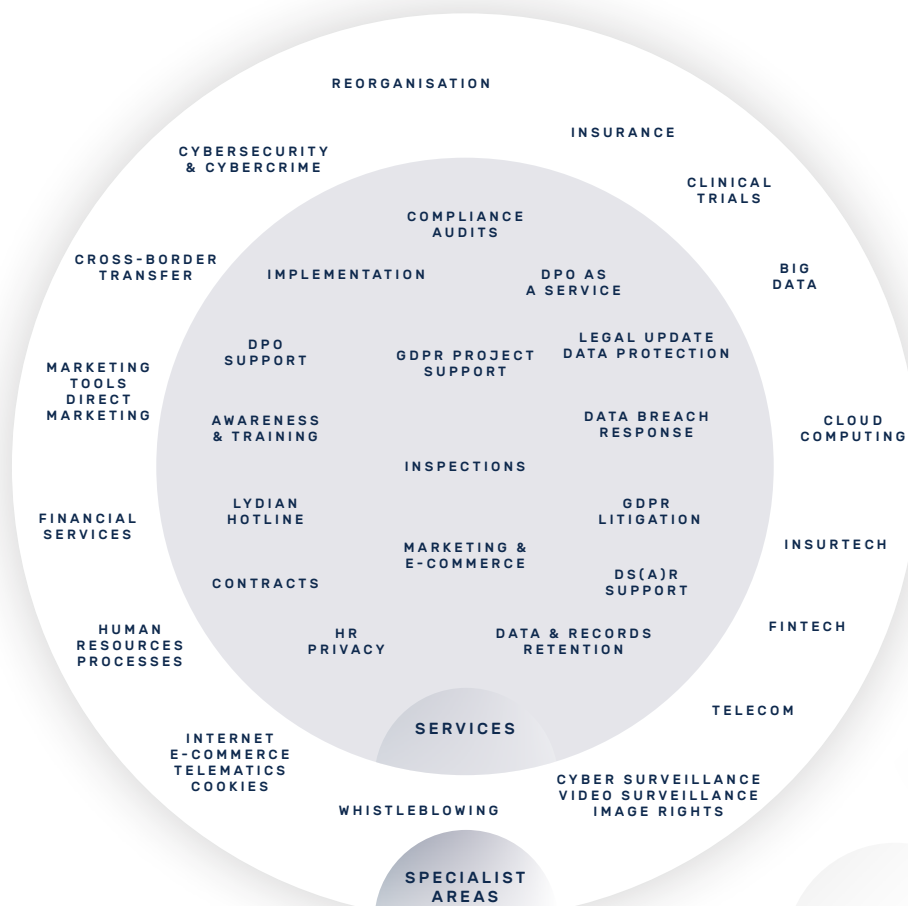 REORGANISATION
INSURANCE
CYBERSECURITY
& CYBERCRIME
CLINICAL
TRIALS
COMPLIANCE
AUDITS
CROSS-BORDER
TRANSFER
IMPLEMENTATION
DPO AS
A SERVICE
BIG
DATA
DPO
SUPPORT
GDPR PROJECT
SUPPORT
LEGAL UPDATE
DATA PROTECTION
MARKETING
TOOLS
DIRECT
MARKETING
AWARENESS
& TRAINING
DATA BREACH
RESPONSE
CLOUD
COMPUTING
INSPECTIONS
LYDIAN
HOTLINE
GDPR
LITIGATION
FINANCIAL
SERVICES
MARKETING &
E-COMMERCE
INSURTECH
CONTRACTS
DS(A)R
SUPPORT
HUMAN
RESOURCES
PROCESSES
HR
PRIVACY
DATA & RECORDS
RETENTION
FINTECH
TELECOM
SERVICES
INTERNET
E-COMMERCE
TELEMATICS
COOKIES
CYBER SURVEILLANCE
VIDEO SURVEILLANCE
IMAGE RIGHTS
WHISTLEBLOWING
SPECIALIST
AREAS